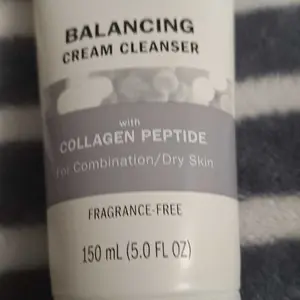 BALANCING
CREAM CLEANSER
with
COLLAGEN PEPTIDE
For Combination/Dry Skin
FRAGRANCE-FREE
150 mL (5.0 FL OZ)